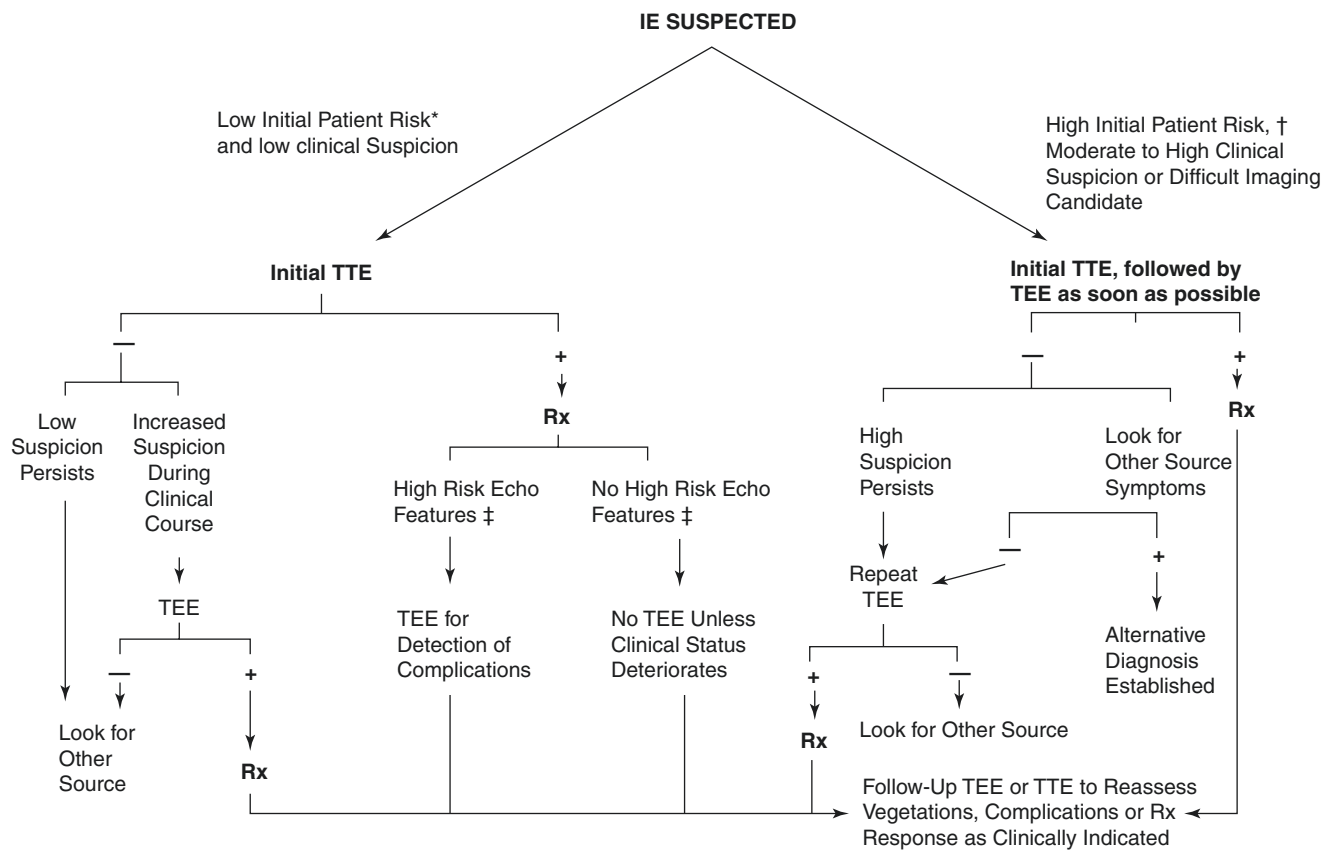 IE SUSPECTED
Low Initial Patient Risk*
and low clinical Suspicion
High Initial Patient Risk, †
Moderate to High Clinical
Suspicion or Difficult Imaging
Candidate
Initial TTE
Initial TTE, followed by
TEE as soon as possible
—
+
Rx
—
+
Rx
Low
Suspicion
Persists
Increased
Suspicion
During
Clinical
Course
High Risk Echo
Features ‡
No High Risk Echo
Features ‡
High
Suspicion
Persists
Look for
Other Source
Symptoms
—
+
TEE
TEE for
Detection of
Complications
No TEE Unless
Clinical Status
Deteriorates
Repeat
TEE
Alternative
Diagnosis
Established
—
+
+
—
Look for
Other
Source
Rx
Rx
Look for Other Source
Follow-Up TEE or TTE to Reassess
Vegetations, Complications or Rx
Response as Clinically Indicated